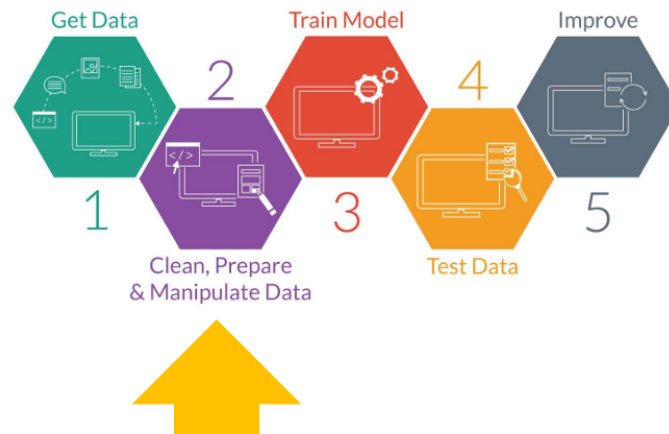 Get Data
1
2
Clean, Prepare
& Manipulate Data
Train Model
3
4
Test Data
Improve
5
</>
</>